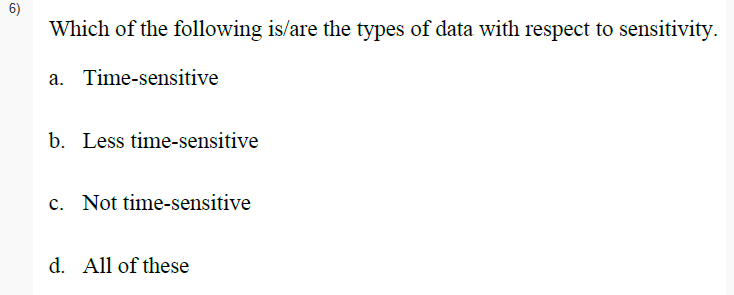 6)
Which of the following is/are the types of data with respect to sensitivity.
a. Time-sensitive
b. Less time-sensitive
c. Not time-sensitive
d. All of these